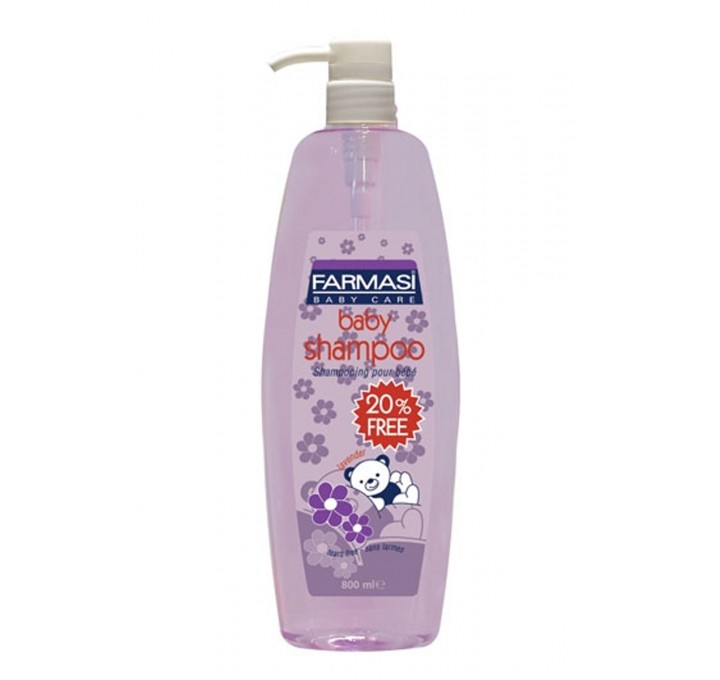 FARMASİ
BABY CARE
baby
shampoo
Shampooing pour bébé
20%
FREE
lavender
tears free - sans larmes
800 ml e